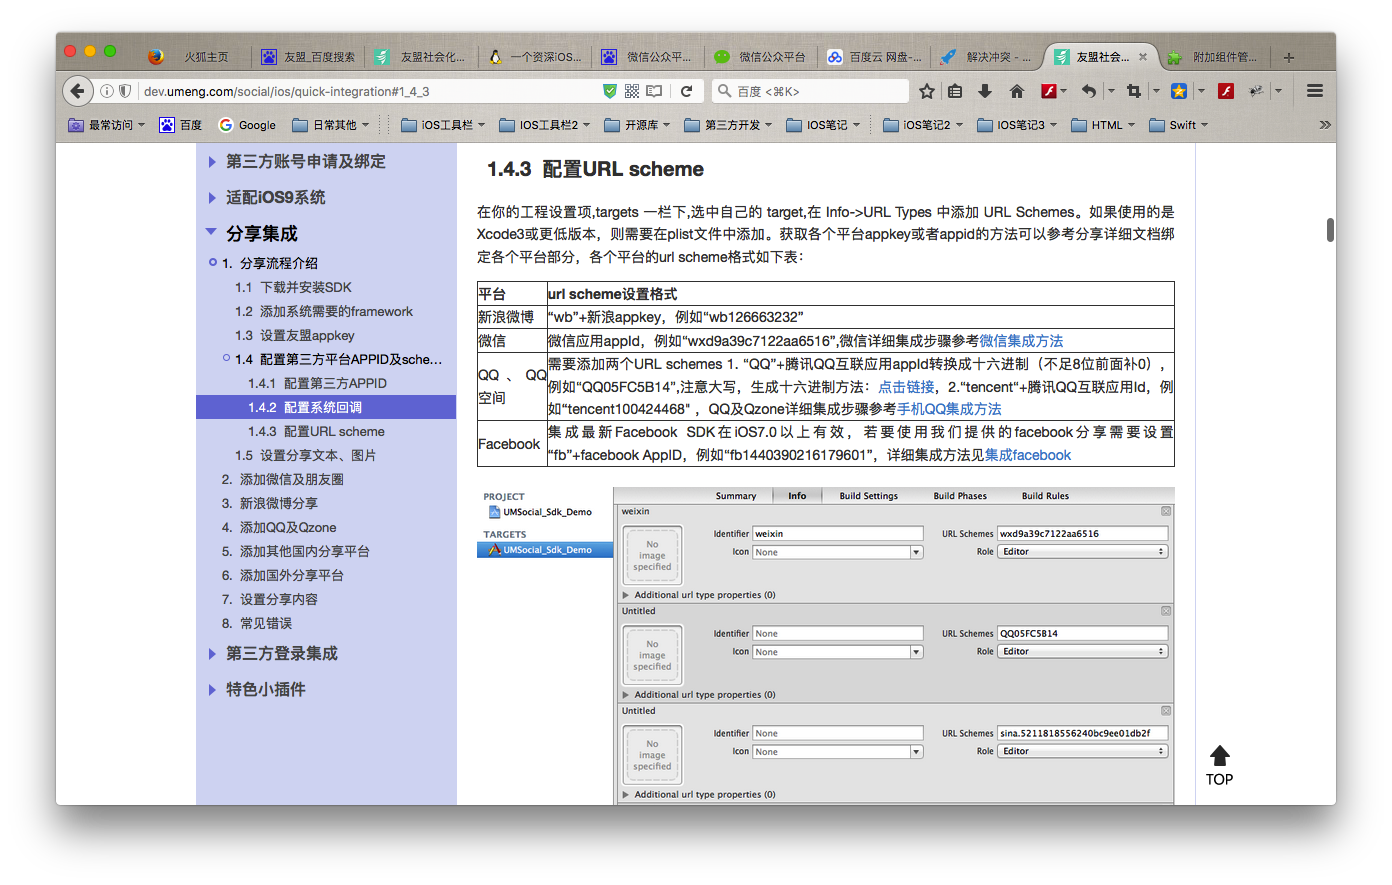 火狐主页
友盟_百度搜索
友盟社会化...
一个资深iOS...
微信公众平...
微信公众平台
百度云 网盘-...
解决冲突 - ...
友盟社会...
附加组件管...
dev.umeng.com/social/ios/quick-integration#1_4_3
百度 <⌘K>
最常访问
百度
Google
日常其他
iOS工具栏
IOS工具栏2
开源库
第三方开发
IOS笔记
iOS笔记2
IOS笔记3
HTML
Swift
第三方账号申请及绑定
适配iOS9系统
分享集成
1. 分享流程介绍
1.1 下载并安装SDK
1.2 添加系统需要的framework
1.3 设置友盟appkey
1.4 配置第三方平台APPID及sche...
1.4.1 配置第三方APPID
1.4.2 配置系统回调
1.4.3 配置URL scheme
1.5 设置分享文本、图片
2. 添加微信及朋友圈
3. 新浪微博分享
4. 添加QQ及Qzone
5. 添加其他国内分享平台
6. 添加国外分享平台
7. 设置分享内容
8. 常见错误
第三方登录集成
特色小插件
1.4.3 配置URL scheme
在你的工程设置项,targets 一栏下,选中自己的 target,在 Info->URL Types 中添加 URL Schemes。如果使用的是
Xcode3或更低版本，则需要在plist文件中添加。获取各个平台appkey或者appid的方法可以参考分享详细文档绑
定各个平台部分，各个平台的url scheme格式如下表：
平台 url scheme设置格式
新浪微博 “wb”+新浪appkey，例如“wb126663232”
微信 微信应用appId，例如“wxd9a39c7122aa6516”,微信详细集成步骤参考微信集成方法
QQ 、 QQ
空间
需要添加两个URL schemes 1. “QQ”+腾讯QQ互联应用appId转换成十六进制（不足8位前面补0），
例如“QQ05FC5B14”,注意大写，生成十六进制方法：点击链接，2.“tencent“+腾讯QQ互联应用Id，例
如“tencent100424468" ，QQ及Qzone详细集成步骤参考手机QQ集成方法
Facebook
集成最新Facebook SDK在iOS7.0以上有效，若要使用我们提供的facebook分享需要设置
“fb”+facebook AppID，例如“fb1440390216179601”，详细集成方法见集成facebook
PROJECT
UMSocial_Sdk_Demo
TARGETS
UMSocial_Sdk_Demo
Summary Info Build Settings Build Phases Build Rules
weixin
No
image
specified
Identifier weixin URL Schemes wxd9a39c7122aa6516
Icon None Role Editor
Additional url type properties (0)
Untitled
No
image
specified
Identifier None URL Schemes QQ05FC5B14
Icon None Role Editor
Additional url type properties (0)
Untitled
No
image
specified
Identifier None URL Schemes sina.5211818556240bc9ee01db2f
Icon None Role Editor
Additional url type properties (0)
TOP